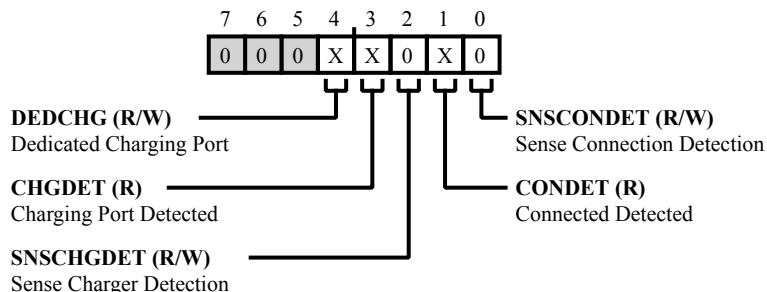 7 6 5 4 3 2 1 0
0 0 0 X X 0 X 0
DEDCHG (R/W)
Dedicated Charging Port
SNSCONDET (R/W)
Sense Connection Detection
CHGDET (R)
Charging Port Detected
CONDET (R)
Connected Detected
SNSCHGDET (R/W)
Sense Charger Detection